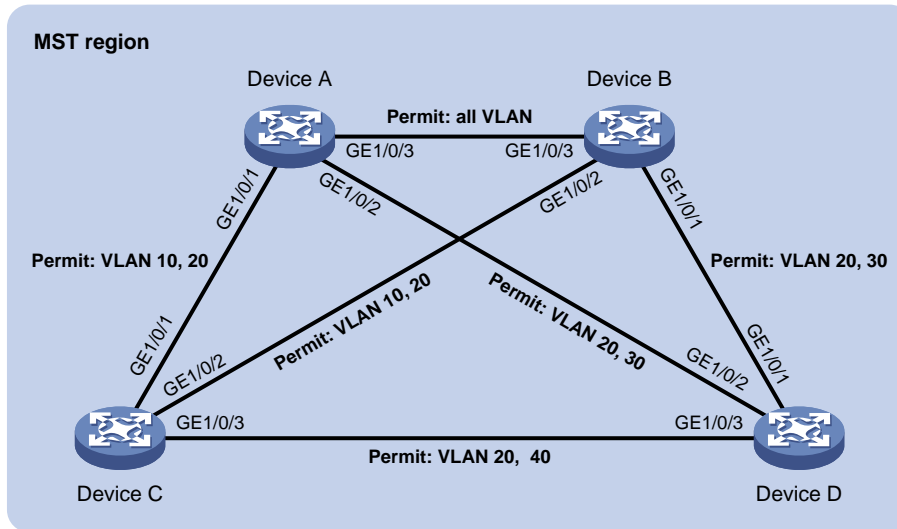 MST region
Device A
Device B
Permit: all VLAN
GE1/0/3
GE1/0/3
GE1/0/1
GE1/0/2
GE1/0/2
GE1/0/1
Permit: VLAN 10, 20
Permit: VLAN 20, 30
Permit: VLAN 10, 20
Permit: VLAN 20, 30
GE1/0/1
GE1/0/2
GE1/0/2
GE1/0/1
GE1/0/3
GE1/0/3
Permit: VLAN 20, 40
Device C
Device D